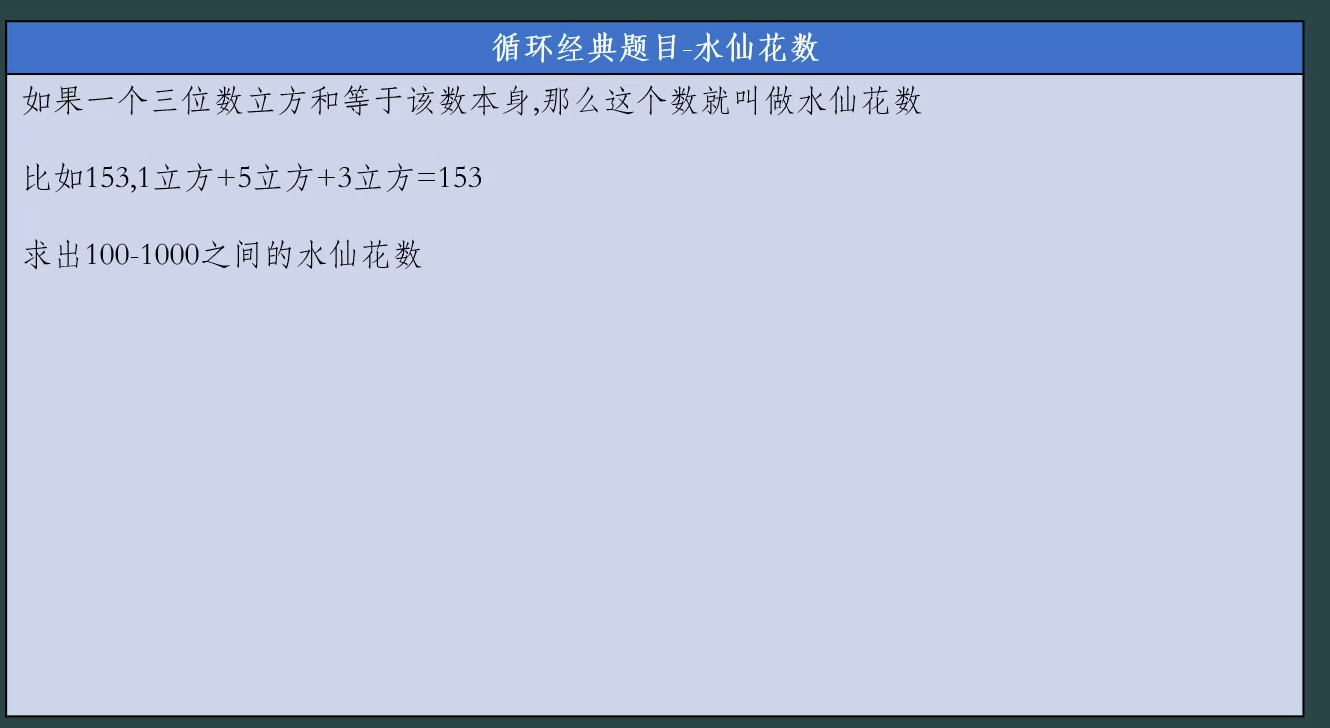 循环经典题目-水仙花数
如果一个三位数立方和等于该数本身,那么这个数就叫做水仙花数
比如153,1立方+5立方+3立方=153
求出100-1000之间的水仙花数